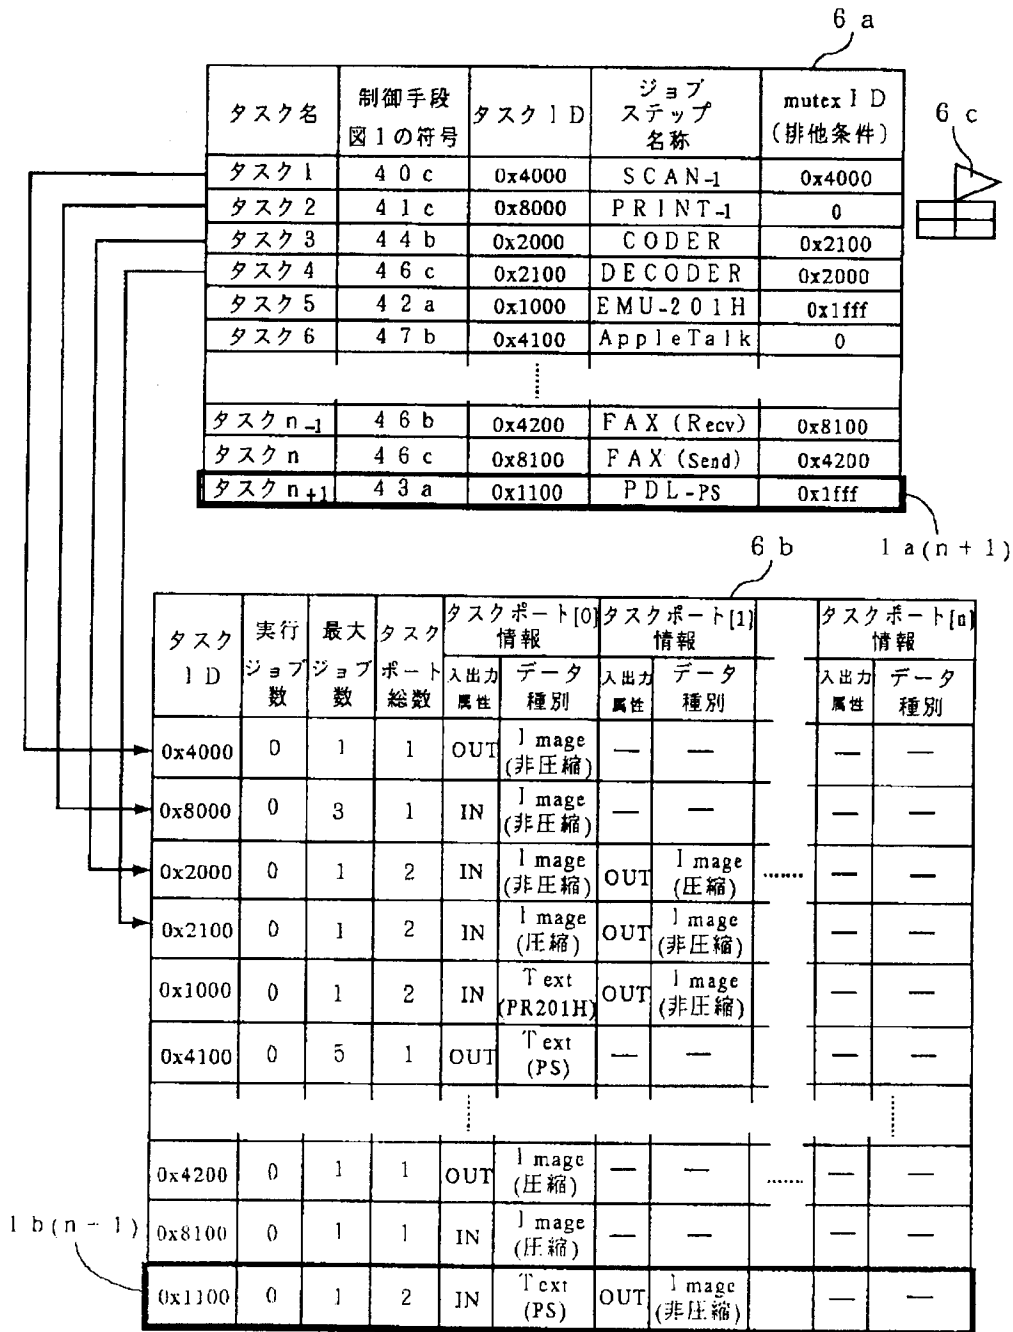 6 a
タスク名 制御手段 図1の符号 タスクID ジョブ ステップ 名称 mutex ID (排他条件)
6 c
タスク1 40c 0x4000 SCAN-1 0x4000
タスク2 41c 0x8000 PRINT-1 0
タスク3 44b 0x2000 CODER 0x2100
タスク4 46c 0x2100 DECODER 0x2000
タスク5 42a 0x1000 EMU-201H 0x1fff
タスク6 47b 0x4100 AppleTalk 0
タスクn-1 46b 0x4200 FAX(Recv) 0x8100
タスクn 46c 0x8100 FAX(Send) 0x4200
タスクn+1 43a 0x1100 PDL-PS 0x1fff
6 b
1 a(n+1)
タスク ID 実行 ジョブ 数 最大 ジョブ 数 タスク ポート 総数 タスクポート[0] 情報 タスクポート[1] 情報 タスクポート[n] 情報
入出力 属性 データ 種別 入出力 属性 データ 種別 入出力 属性 データ 種別
0x4000 0 1 1 OUT Image (非圧縮) — — — —
0x8000 0 3 1 IN Image (非圧縮) — — — —
0x2000 0 1 2 IN Image (非圧縮) OUT Image (圧縮) …… — —
0x2100 0 1 2 IN Image (圧縮) OUT Image (非圧縮) — —
0x1000 0 1 2 IN Text (PR201H) OUT Image (非圧縮) — —
0x4100 0 5 1 OUT Text (PS) — — — —
0x4200 0 1 1 OUT Image (圧縮) — — …… — —
1 b(n-1)
0x8100 0 1 1 IN Image (圧縮) — — — —
0x1100 0 1 2 IN Text (PS) OUT Image (非圧縮) — —